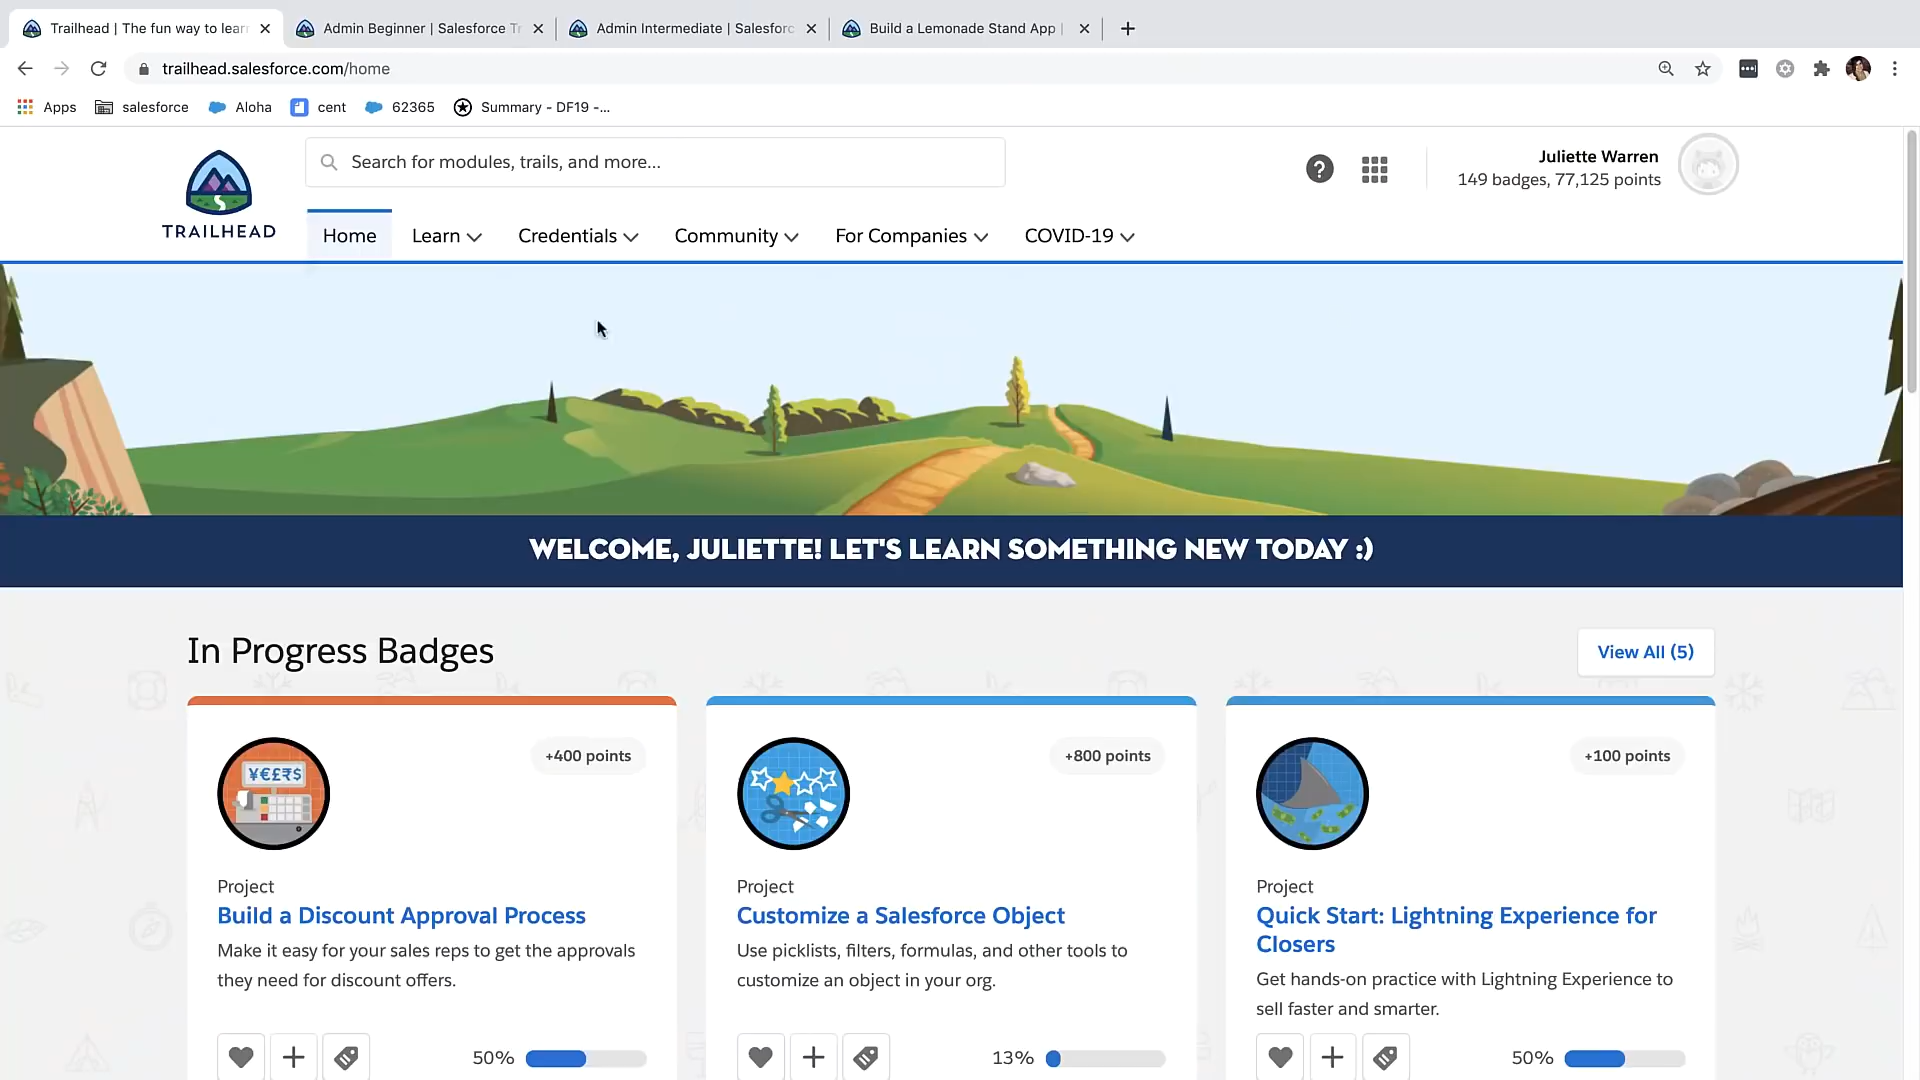 Trailhead | The fun way to lear
Admin Beginner | Salesforce Tr
Admin Intermediate | Salesforc
Build a Lemonade Stand App |
trailhead.salesforce.com/home
Apps
salesforce
Aloha
cent
62365
Summary - DF19 -...
TRAILHEAD
Search for modules, trails, and more...
Juliette Warren
149 badges, 77,125 points
Home
Learn
Credentials
Community
For Companies
COVID-19
WELCOME, JULIETTE! LET'S LEARN SOMETHING NEW TODAY :)
In Progress Badges
View All (5)
¥€£₹$
+400 points
Project
Build a Discount Approval Process
Make it easy for your sales reps to get the approvals
they need for discount offers.
50%
+800 points
Project
Customize a Salesforce Object
Use picklists, filters, formulas, and other tools to
customize an object in your org.
13%
+100 points
Project
Quick Start: Lightning Experience for
Closers
Get hands-on practice with Lightning Experience to
sell faster and smarter.
50%